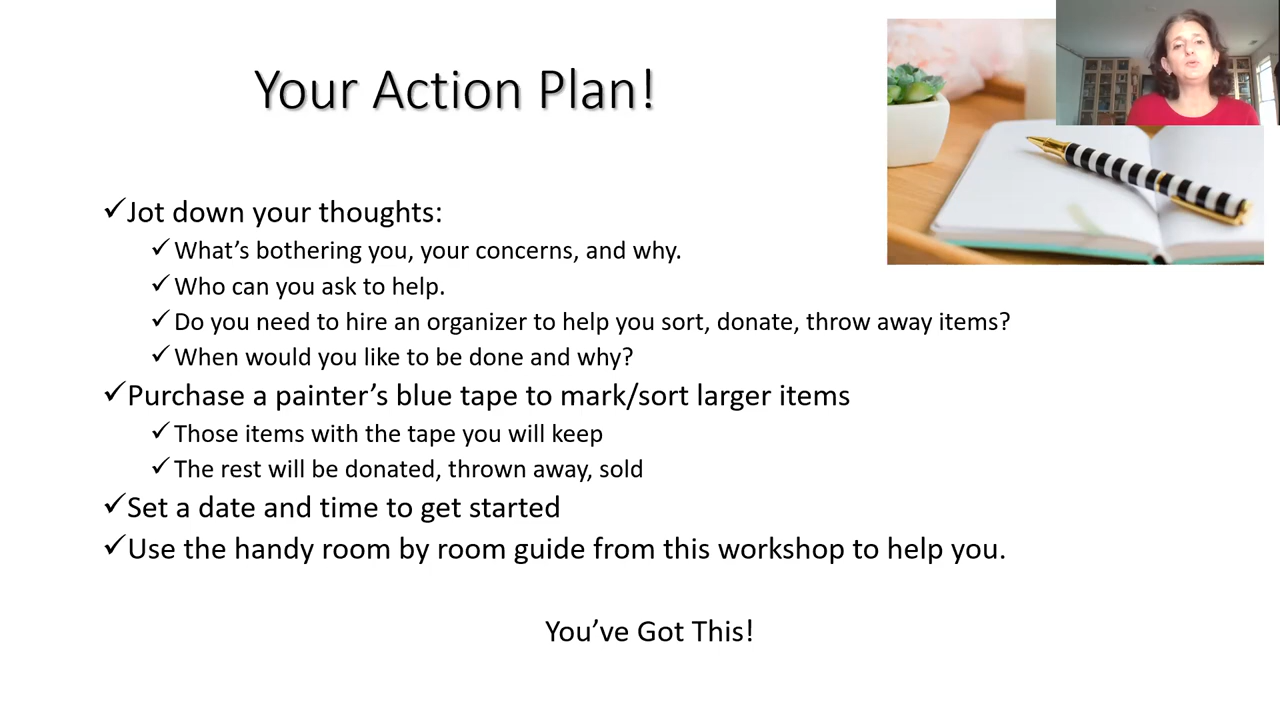 Your Action Plan!
✓Jot down your thoughts:
✓What’s bothering you, your concerns, and why.
✓Who can you ask to help.
✓Do you need to hire an organizer to help you sort, donate, throw away items?
✓When would you like to be done and why?
✓Purchase a painter’s blue tape to mark/sort larger items
✓Those items with the tape you will keep
✓The rest will be donated, thrown away, sold
✓Set a date and time to get started
✓Use the handy room by room guide from this workshop to help you.
You’ve Got This!